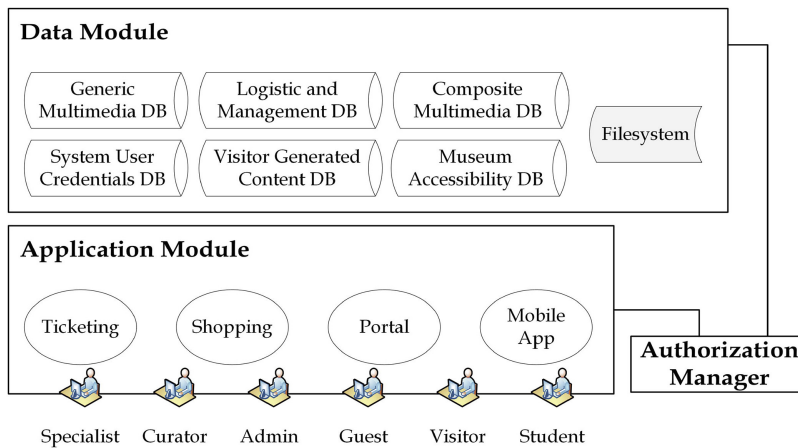 Data Module
Generic
Multimedia DB
Logistic and
Management DB
Composite
Multimedia DB
Filesystem
System User
Credentials DB
Visitor Generated
Content DB
Museum
Accessibility DB
Application Module
Ticketing
Shopping
Portal
Mobile
App
Authorization
Manager
Specialist
Curator
Admin
Guest
Visitor
Student